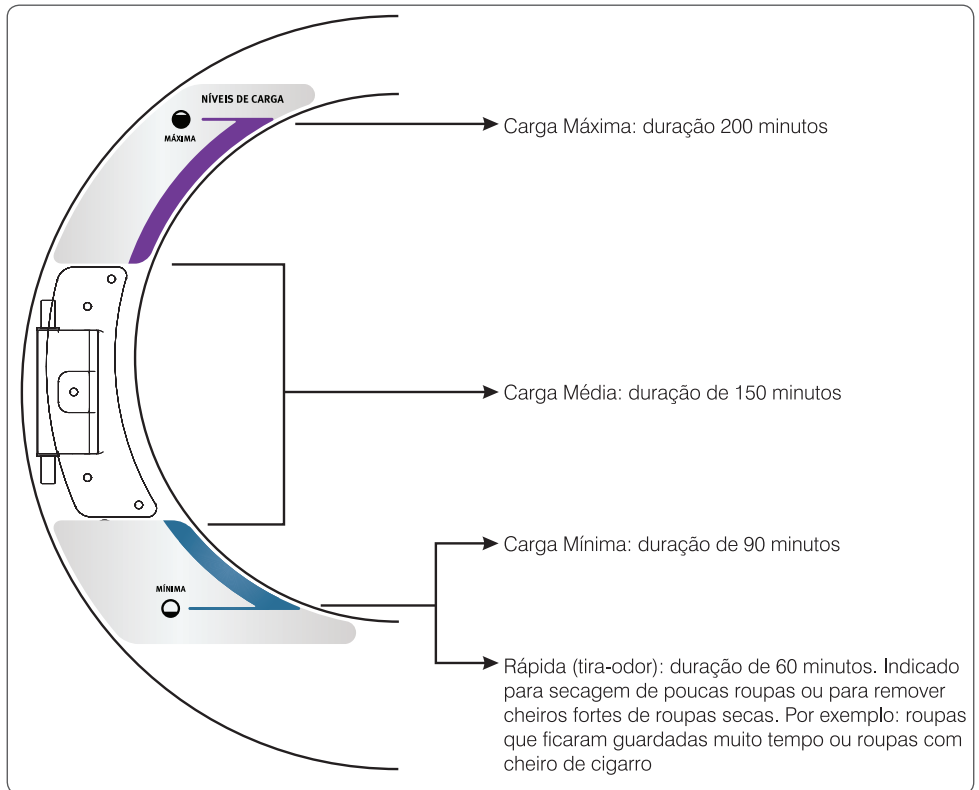 NÍVEIS DE CARGA
MÁXIMA
Carga Máxima: duração 200 minutos
Carga Média: duração de 150 minutos
Carga Mínima: duração de 90 minutos
MÍNIMA
Rápida (tira-odor): duração de 60 minutos. Indicado
para secagem de poucas roupas ou para remover
cheiros fortes de roupas secas. Por exemplo: roupas
que ficaram guardadas muito tempo ou roupas com
cheiro de cigarro